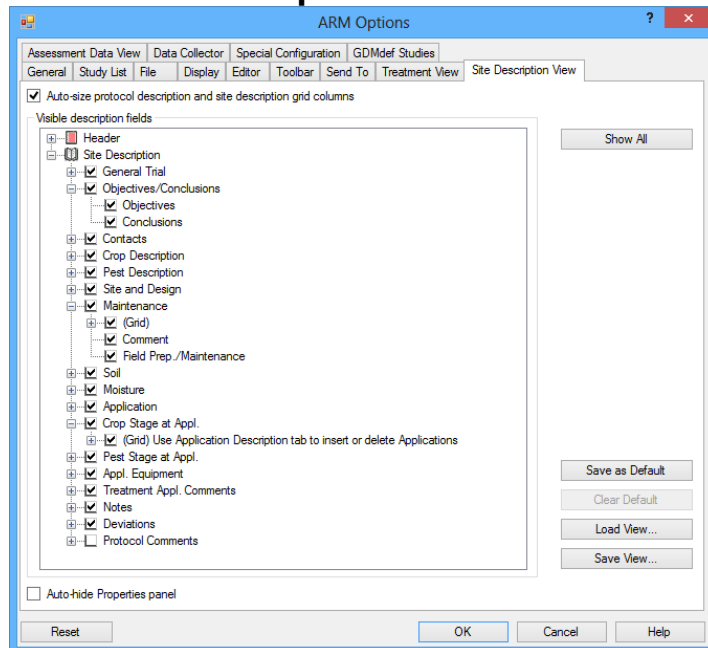 ARM Options
?
Assessment Data View Data Collector Special Configuration GDMdef Studies
General Study List File Display Editor Toolbar Send To Treatment View Site Description View
Auto-size protocol description and site description grid columns
Visible description fields
Header
Show All
Site Description
General Trial
Objectives/Conclusions
Objectives
Conclusions
Contacts
Crop Description
Pest Description
Site and Design
Maintenance
(Grid)
Comment
Field Prep./Maintenance
Soil
Moisture
Application
Crop Stage at Appl.
(Grid) Use Application Description tab to insert or delete Applications
Pest Stage at Appl.
Appl. Equipment
Save as Default
Treatment Appl. Comments
Clear Default
Notes
Deviations
Load View...
Protocol Comments
Save View...
Auto-hide Properties panel
Reset OK Cancel Help